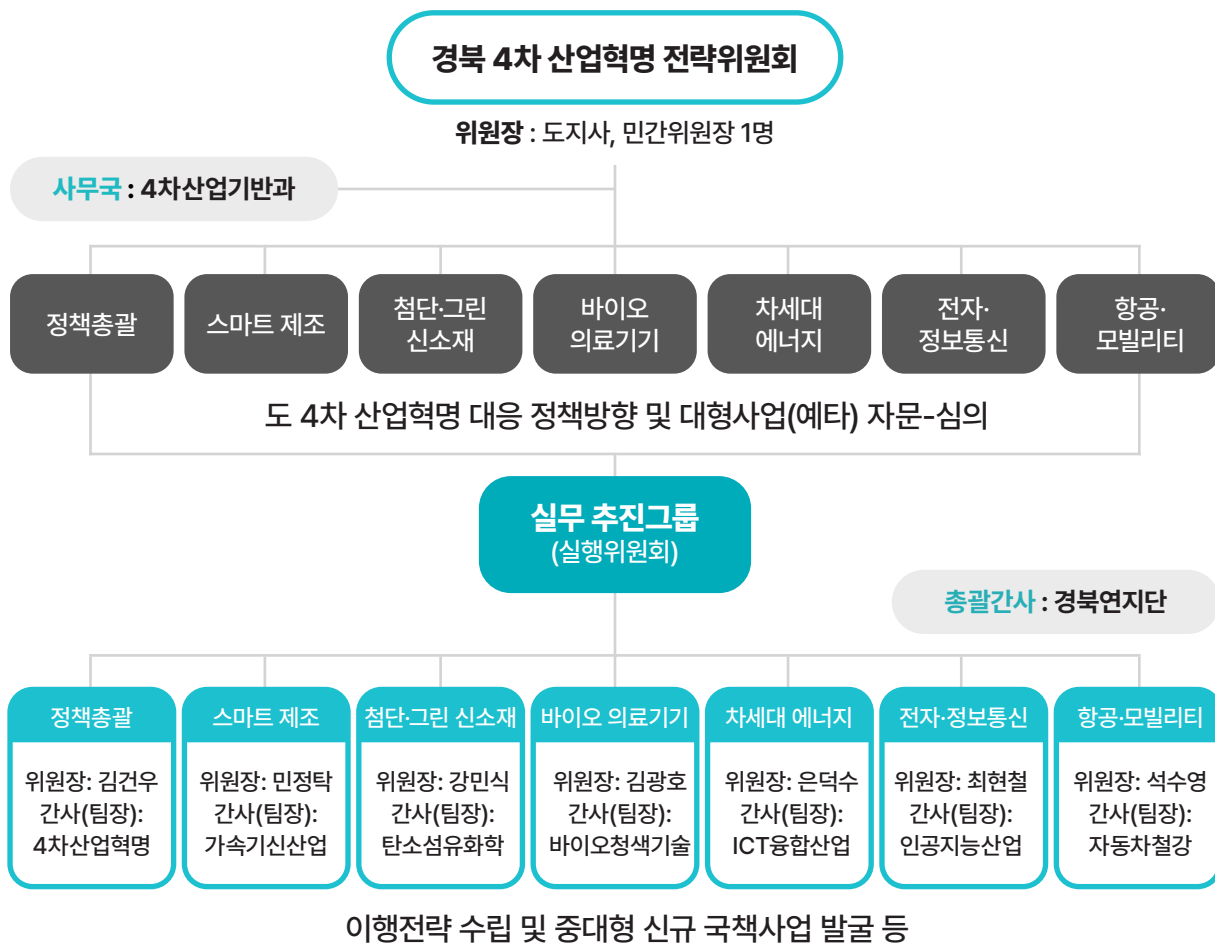 경북 4차 산업혁명 전략위원회
위원장 : 도지사, 민간위원장 1명
사무국 : 4차산업기반과
정책총괄
스마트 제조
첨단·그린
신소재
바이오
의료기기
차세대
에너지
전자·
정보통신
항공·
모빌리티
도 4차 산업혁명 대응 정책방향 및 대형사업(예타) 자문-심의
실무 추진그룹
(실행위원회)
총괄간사 : 경북연지단
정책총괄
위원장: 김건우
간사(팀장):
4차산업혁명
스마트 제조
위원장: 민정탁
간사(팀장):
가속기신산업
첨단·그린 신소재
위원장: 강민식
간사(팀장):
탄소섬유화학
바이오 의료기기
위원장: 김광호
간사(팀장):
바이오청색기술
차세대 에너지
위원장: 은덕수
간사(팀장):
ICT융합산업
전자·정보통신
위원장: 최현철
간사(팀장):
인공지능산업
항공·모빌리티
위원장: 석수영
간사(팀장):
자동차철강
이행전략 수립 및 중대형 신규 국책사업 발굴 등